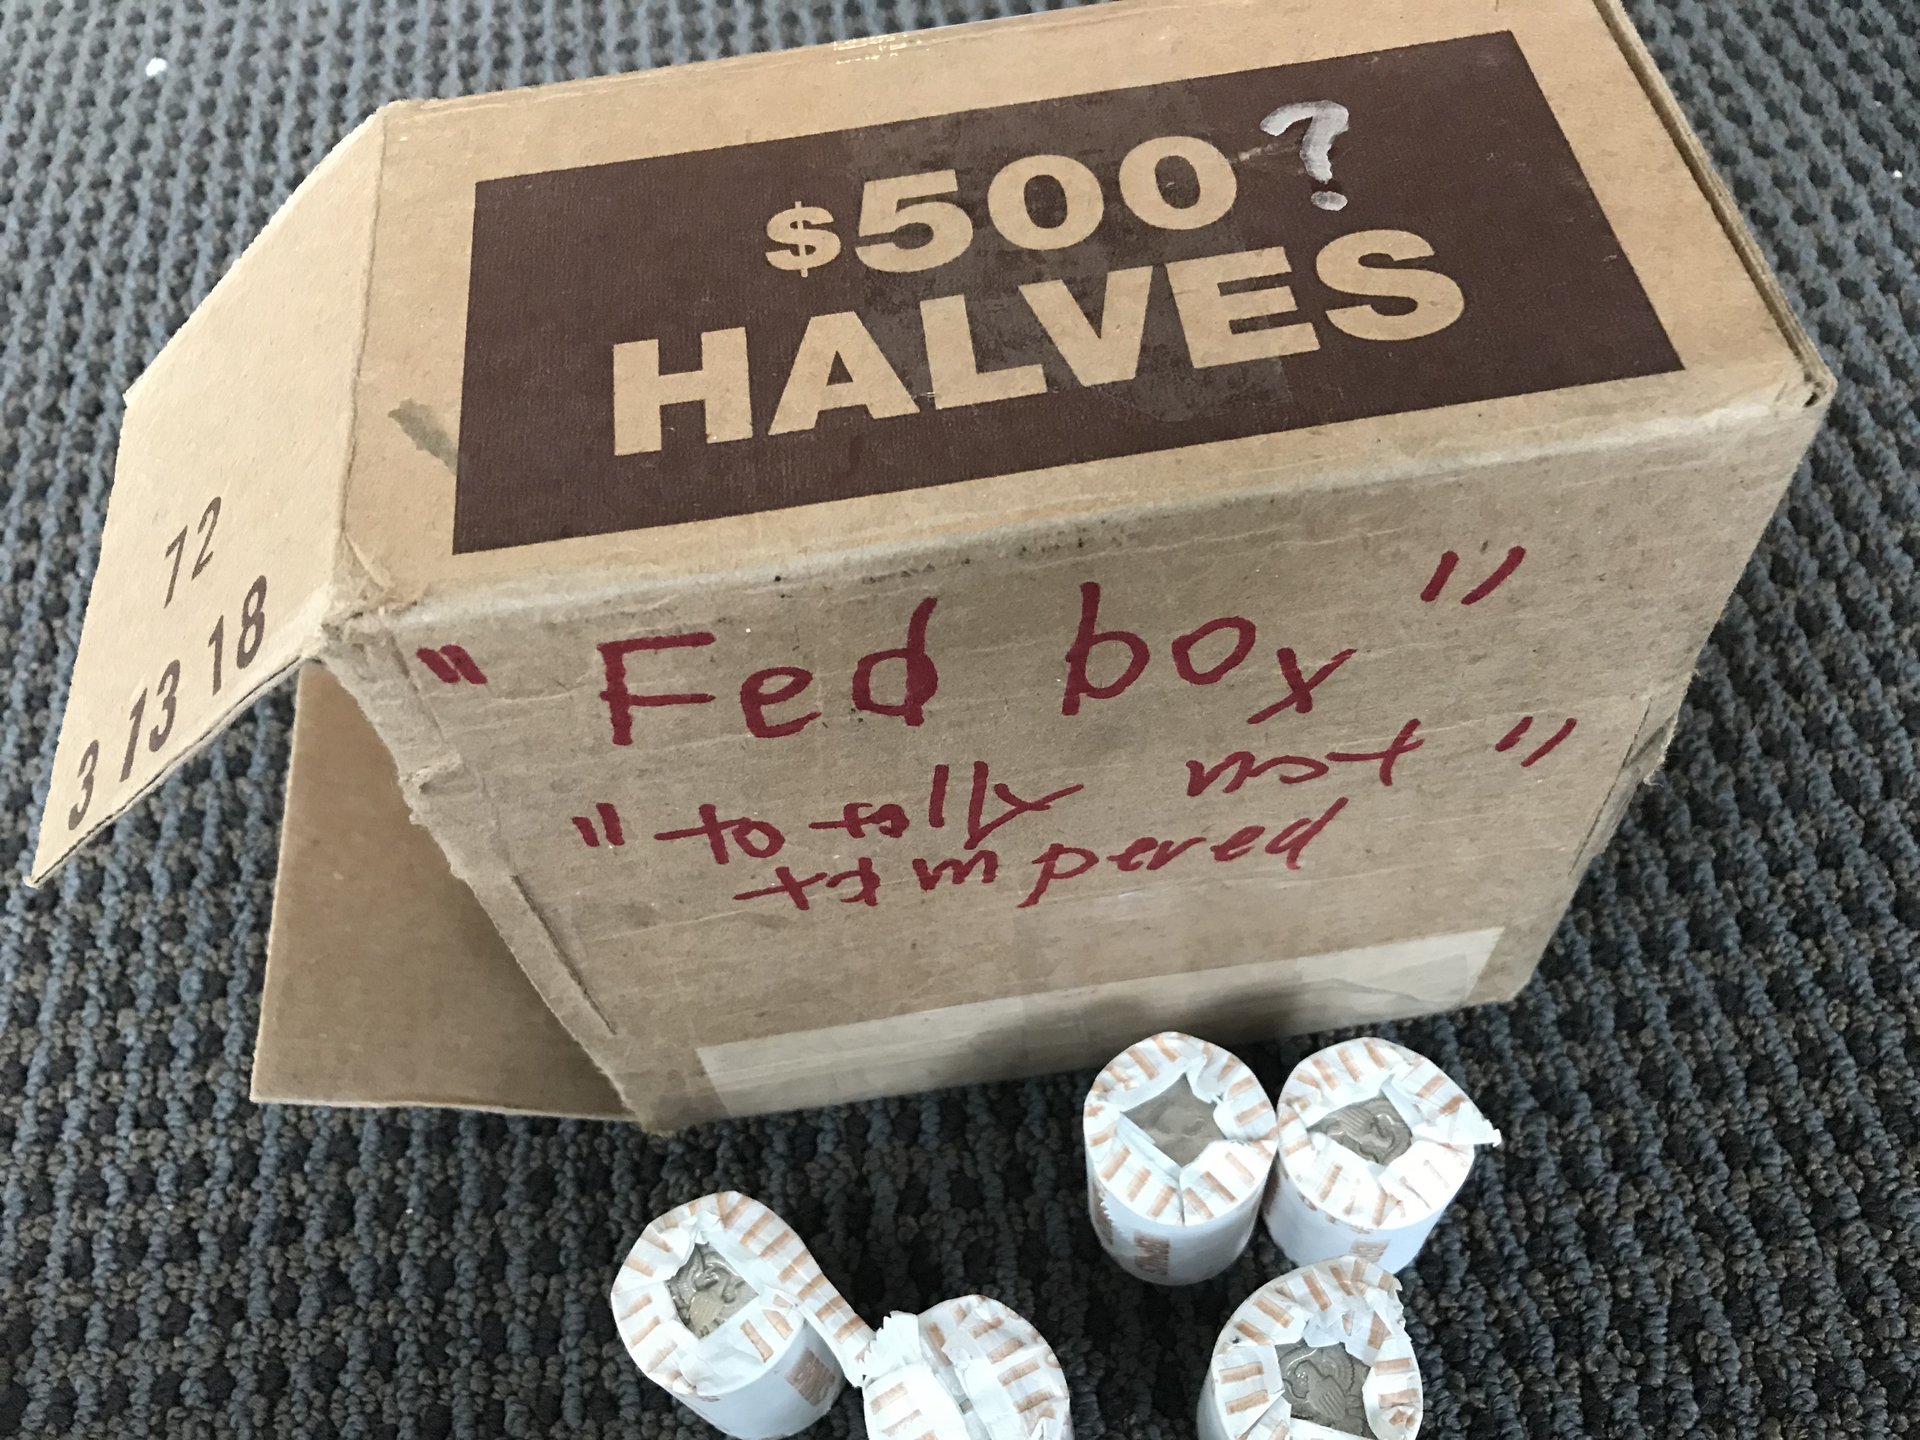 $500?
HALVES
72
3 13 18
"Fed box"
"totally not"
tampered